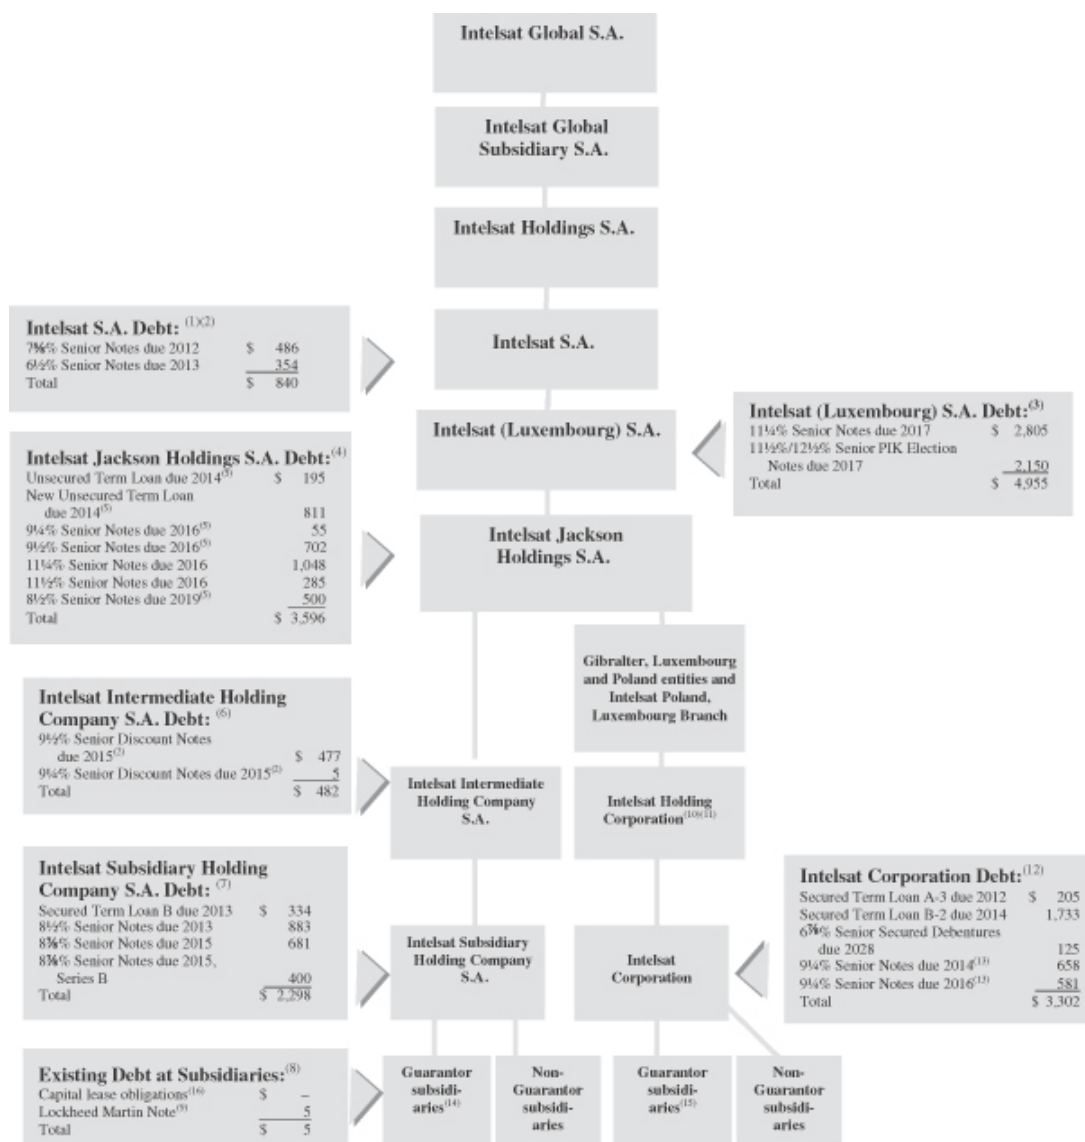 Intelsat Global S.A.
Intelsat Global
Subsidiary S.A.
Intelsat Holdings S.A.
Intelsat S.A. Debt: (1)(2)
7⅝% Senior Notes due 2012 $ 486
6½% Senior Notes due 2013 354
Total $ 840
Intelsat S.A.
Intelsat (Luxembourg) S.A.
Intelsat (Luxembourg) S.A. Debt:(3)
11¼% Senior Notes due 2017 $ 2,805
11½%/12½% Senior PIK Election
Notes due 2017 2,150
Total $ 4,955
Intelsat Jackson Holdings S.A. Debt:(4)
Unsecured Term Loan due 2014(5) $ 195
New Unsecured Term Loan
due 2014(5) 811
9¼% Senior Notes due 2016(5) 55
9½% Senior Notes due 2016(5) 702
11¼% Senior Notes due 2016 1,048
11½% Senior Notes due 2016 285
8½% Senior Notes due 2019(5) 500
Total $ 3,596
Intelsat Jackson
Holdings S.A.
Gibralter, Luxembourg
and Poland entities and
Intelsat Poland,
Luxembourg Branch
Intelsat Intermediate Holding
Company S.A. Debt: (6)
9½% Senior Discount Notes
due 2015(2) $ 477
9¼% Senior Discount Notes due 2015(2) 5
Total $ 482
Intelsat Intermediate
Holding Company
S.A.
Intelsat Holding
Corporation(10)(11)
Intelsat Subsidiary Holding
Company S.A. Debt: (7)
Secured Term Loan B due 2013 $ 334
8½% Senior Notes due 2013 883
8⅞% Senior Notes due 2015 681
8⅞% Senior Notes due 2015,
Series B 400
Total $ 2,298
Intelsat Subsidiary
Holding Company
S.A.
Intelsat
Corporation
Intelsat Corporation Debt:(12)
Secured Term Loan A-3 due 2012 $ 205
Secured Term Loan B-2 due 2014 1,733
6⅞% Senior Secured Debentures
due 2028 125
9¼% Senior Notes due 2014(13) 658
9¼% Senior Notes due 2016(13) 581
Total $ 3,302
Existing Debt at Subsidiaries:(8)
Capital lease obligations(16) $ –
Lockheed Martin Note(9) 5
Total $ 5
Guarantor
subsidi-
aries(14)
Non-
Guarantor
subsidi-
aries
Guarantor
subsidi-
aries(15)
Non-
Guarantor
subsidi-
aries